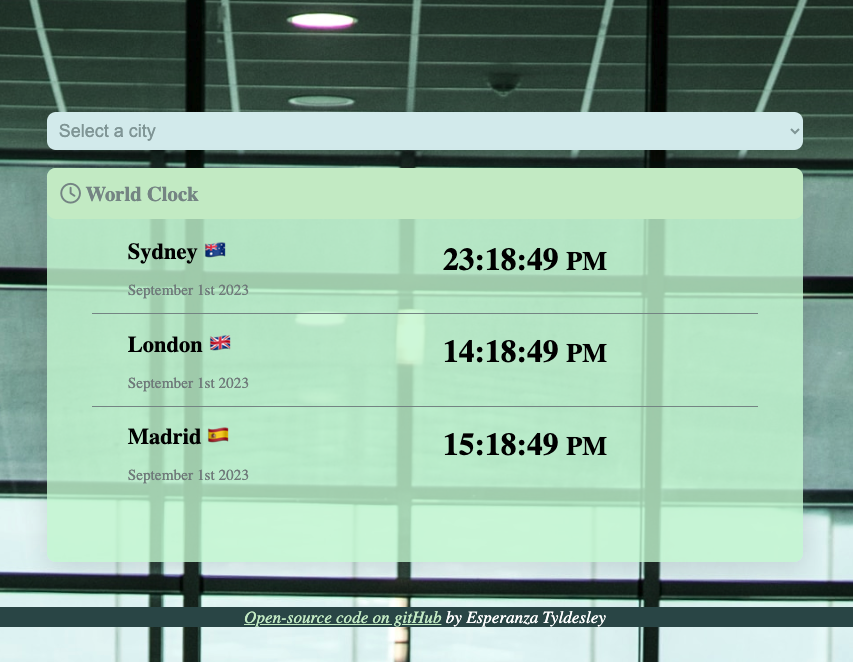 Select a city
World Clock
Sydney 🇦🇺
23:18:49 PM
September 1st 2023
London 🇬🇧
14:18:49 PM
September 1st 2023
Madrid 🇪🇸
15:18:49 PM
September 1st 2023
Open-source code on gitHub by Esperanza Tyldesley